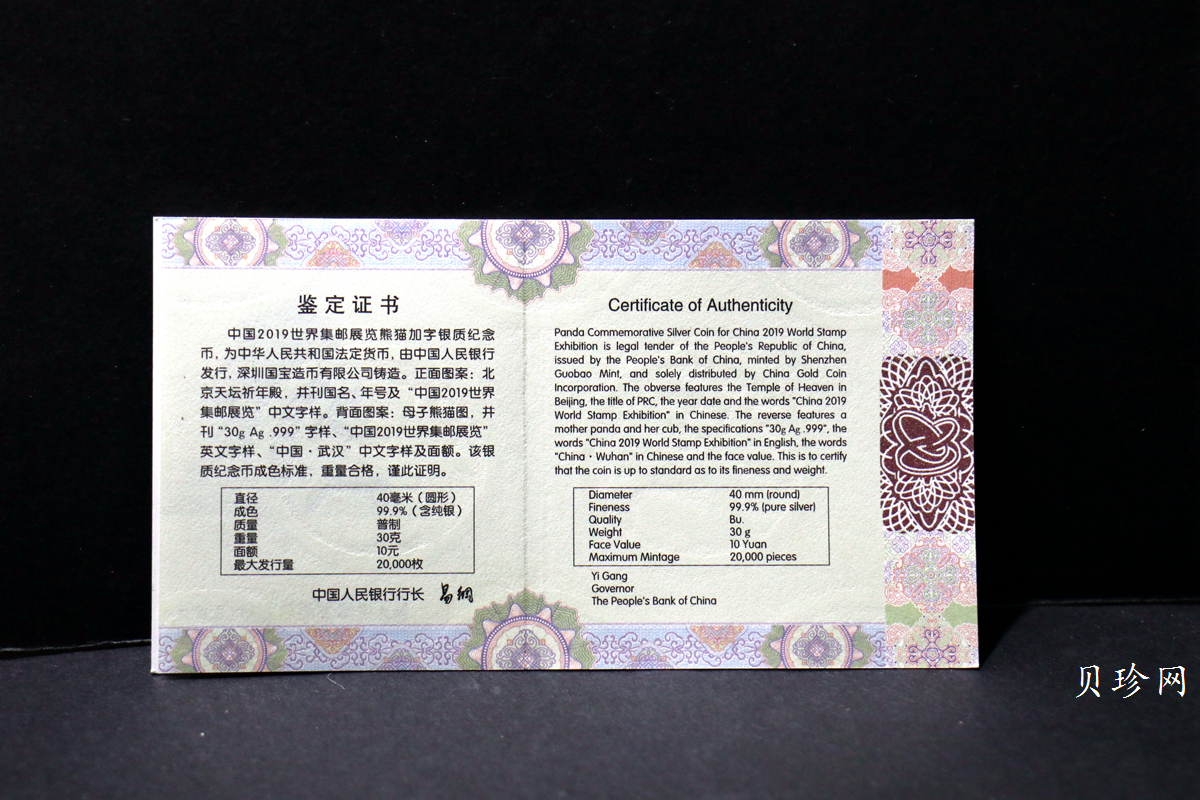 鉴定证书
中国2019世界集邮展览熊猫加字银质纪念
币，为中华人民共和国法定货币，由中国人民银行
发行，深圳国宝造币有限公司铸造。正面图案：北
京天坛祈年殿，并刊国名、年号及“中国2019世界
集邮展览”中文字样。背面图案：母子熊猫图，并
刊“30g Ag .999”字样、“中国2019世界集邮展览”
英文字样、“中国·武汉”中文字样及面额。该银
质纪念币成色标准，重量合格，谨此证明。
直径 40毫米（圆形）
成色 99.9%（含纯银）
质量 普制
重量 30克
面额 10元
最大发行量 20,000枚
中国人民银行行长 易纲
Certificate of Authenticity
Panda Commemorative Silver Coin for China 2019 World Stamp
Exhibition is legal tender of the People's Republic of China,
issued by the People's Bank of China, minted by Shenzhen
Guobao Mint, and solely distributed by China Gold Coin
Incorporation. The obverse features the Temple of Heaven in
Beijing, the title of PRC, the year date and the words "China 2019
World Stamp Exhibition" in Chinese. The reverse features a
mother panda and her cub, the specifications "30g Ag .999", the
words "China 2019 World Stamp Exhibition" in English, the words
"China·Wuhan" in Chinese and the face value. This is to certify
that the coin is up to standard as to its fineness and weight.
Diameter 40 mm (round)
Fineness 99.9% (pure silver)
Quality Bu.
Weight 30 g
Face Value 10 Yuan
Maximum Mintage 20,000 pieces
Yi Gang
Governor
The People's Bank of China
贝珍网